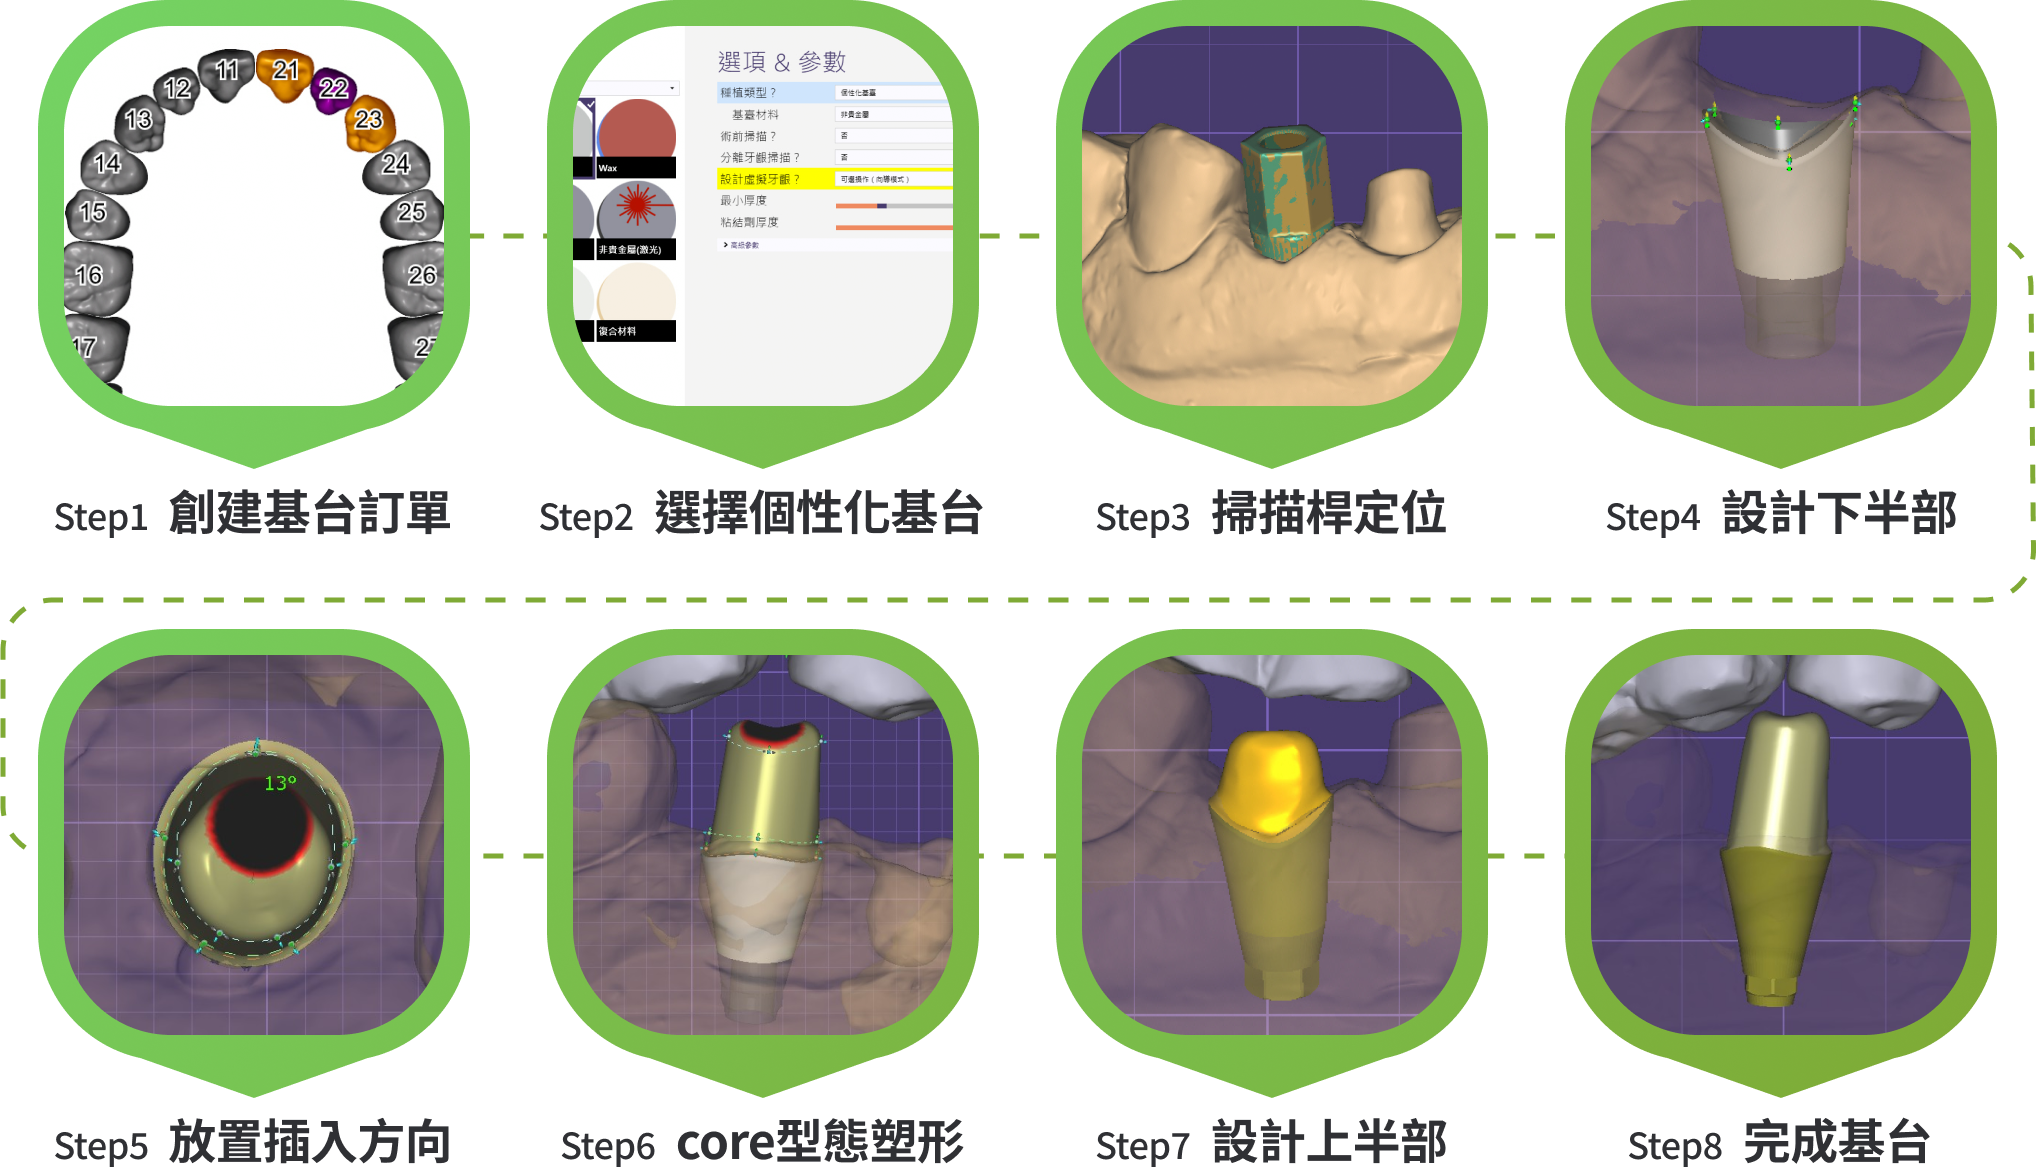 11
21
12
22
13
23
14
24
15
25
16
26
17
選項 & 參數
種植類型？ 個性化基臺
基臺材料 非貴金屬
術前掃描？ 否
分離牙齦掃描？ 否
設計虛擬牙齦？ 可選操作（向導模式）
最小厚度
粘結劑厚度
高級參數
Wax
非貴金屬(激光)
復合材料
Step1 創建基台訂單
Step2 選擇個性化基台
Step3 掃描桿定位
Step4 設計下半部
13°
Step5 放置插入方向
Step6 core型態塑形
Step7 設計上半部
Step8 完成基台